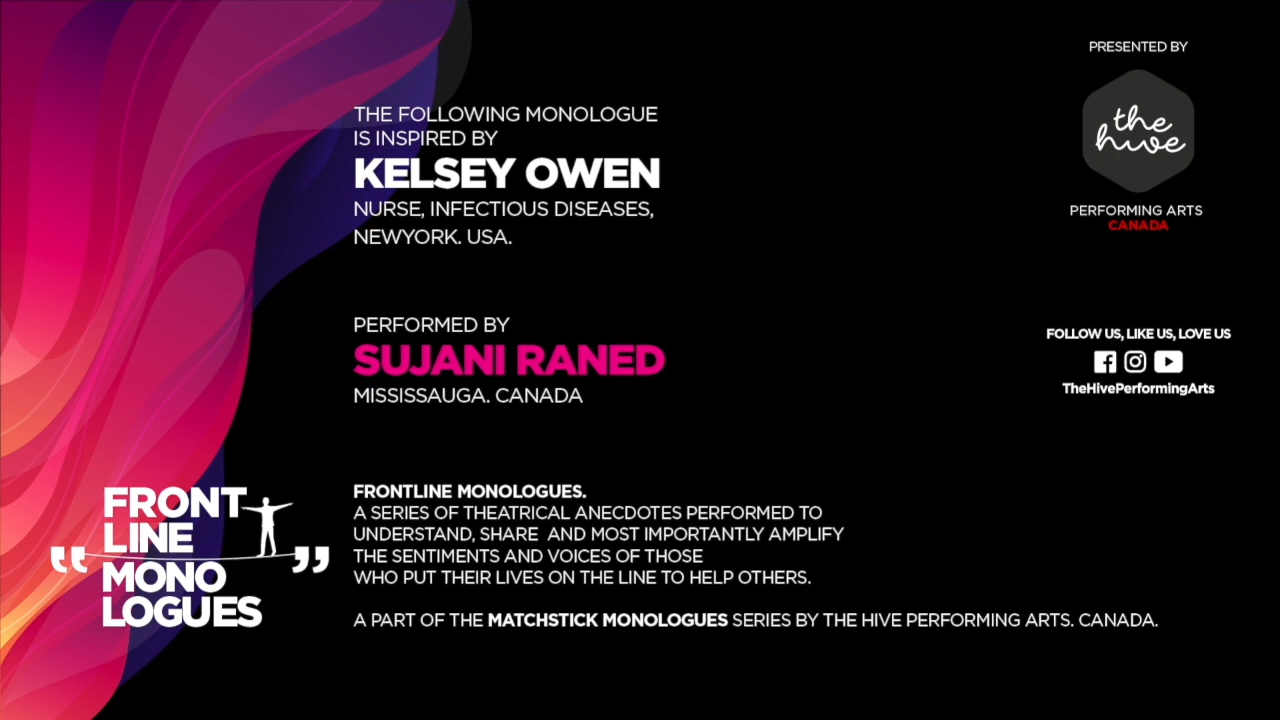 THE FOLLOWING MONOLOGUE
IS INSPIRED BY
KELSEY OWEN
NURSE, INFECTIOUS DISEASES,
NEWYORK. USA.
PERFORMED BY
SUJANI RANED
MISSISSAUGA. CANADA
FRONTLINE MONOLOGUES.
A SERIES OF THEATRICAL ANECDOTES PERFORMED TO
UNDERSTAND, SHARE  AND MOST IMPORTANTLY AMPLIFY
THE SENTIMENTS AND VOICES OF THOSE
WHO PUT THEIR LIVES ON THE LINE TO HELP OTHERS.
A PART OF THE MATCHSTICK MONOLOGUES SERIES BY THE HIVE PERFORMING ARTS. CANADA.
FRONT
LINE
“ MONO ”
LOGUES
PRESENTED BY
the
hive
PERFORMING ARTS
CANADA
FOLLOW US, LIKE US, LOVE US
TheHivePerformingArts